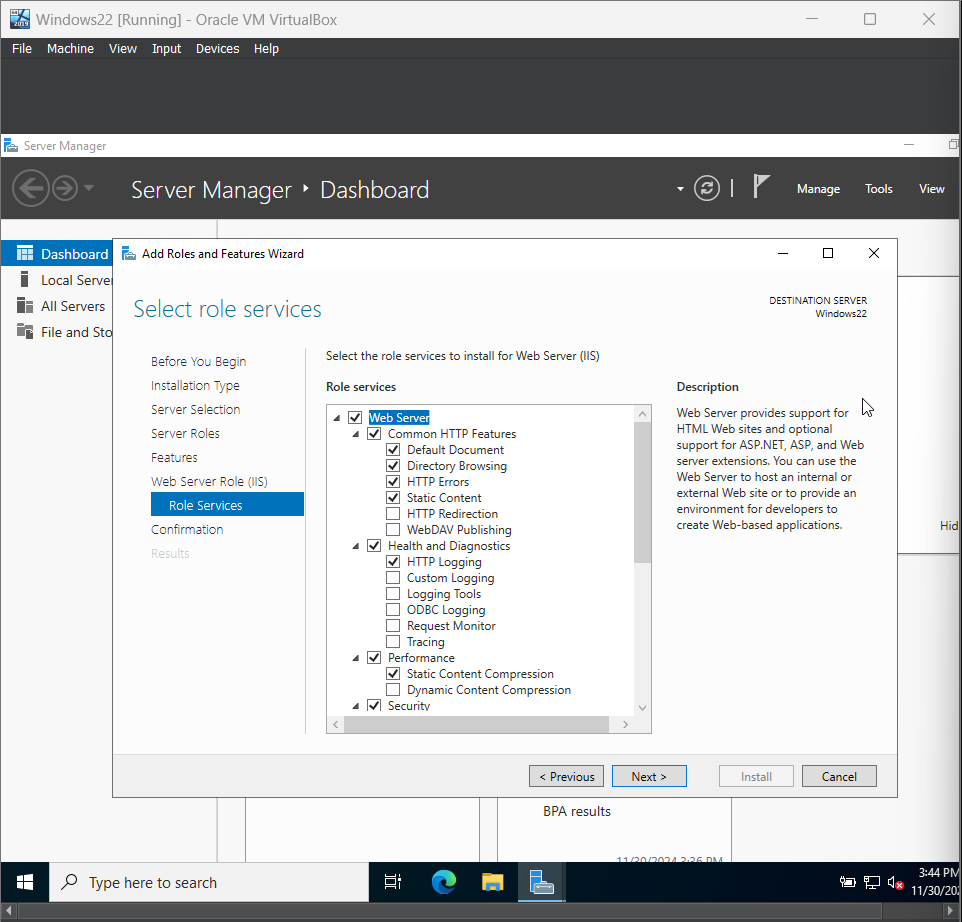 Windows22 [Running] - Oracle VM VirtualBox
File Machine View Input Devices Help
Server Manager
Server Manager Dashboard
Manage Tools View
Dashboard
Local Server
All Servers
File and Sto
Add Roles and Features Wizard
Select role services
DESTINATION SERVER
Windows22
Before You Begin
Installation Type
Server Selection
Server Roles
Features
Web Server Role (IIS)
Role Services
Confirmation
Results
Select the role services to install for Web Server (IIS)
Role services
Web Server
Common HTTP Features
Default Document
Directory Browsing
HTTP Errors
Static Content
HTTP Redirection
WebDAV Publishing
Health and Diagnostics
HTTP Logging
Custom Logging
Logging Tools
ODBC Logging
Request Monitor
Tracing
Performance
Static Content Compression
Dynamic Content Compression
Security
Description
Web Server provides support for
HTML Web sites and optional
support for ASP.NET, ASP, and Web
server extensions. You can use the
Web Server to host an internal or
external Web site or to provide an
environment for developers to
create Web-based applications.
Hid
< Previous Next > Install Cancel
BPA results
11/30/2024 3:36 PM
Type here to search
3:44 PM
11/30/202